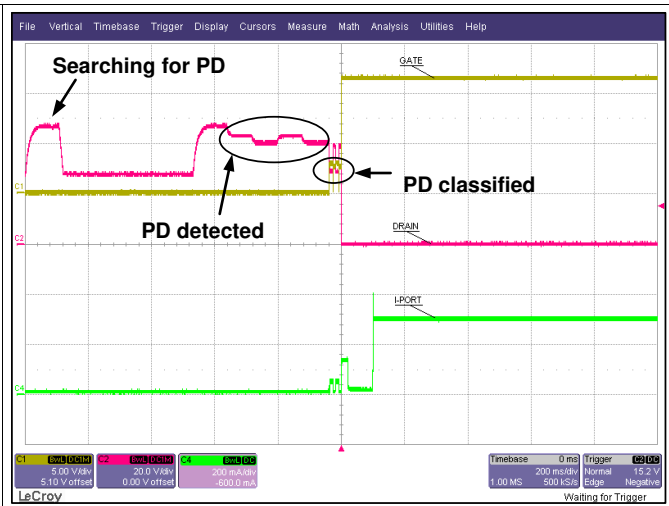 File Vertical Timebase Trigger Display Cursors Measure Math Analysis Utilities Help
GATE
Searching for PD
C1
PD classified
PD detected
C2
DRAIN
I-PORT
C4
C1 BwL DC1M
5.00 V/div
5.10 V offset
C2 BwL DC1M
20.0 V/div
0.00 V offset
C4 BwL DC
200 mA/div
-600.0 mA
Timebase 0 ms
200 ms/div
1.00 MS 500 kS/s
Trigger C2 DC
Normal 15.2 V
Edge Negative
LeCroy
Waiting for Trigger